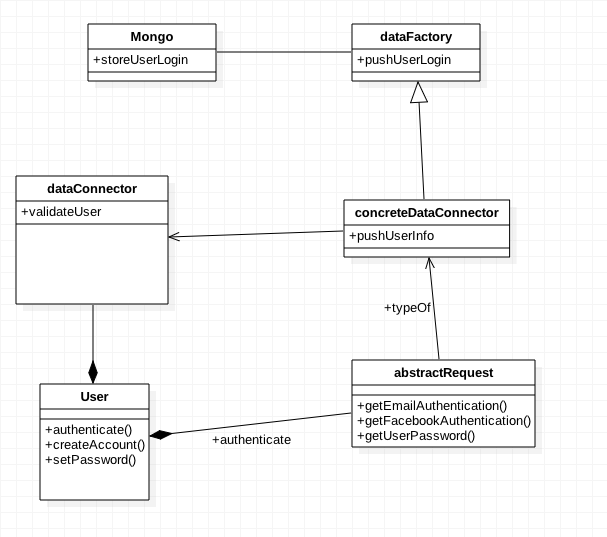 Mongo
+storeUserLogin
dataFactory
+pushUserLogin
dataConnector
+validateUser
concreteDataConnector
+pushUserInfo
+typeOf
abstractRequest
+getEmailAuthentication()
+getFacebookAuthentication()
+getUserPassword()
User
+authenticate()
+createAccount()
+setPassword()
+authenticate